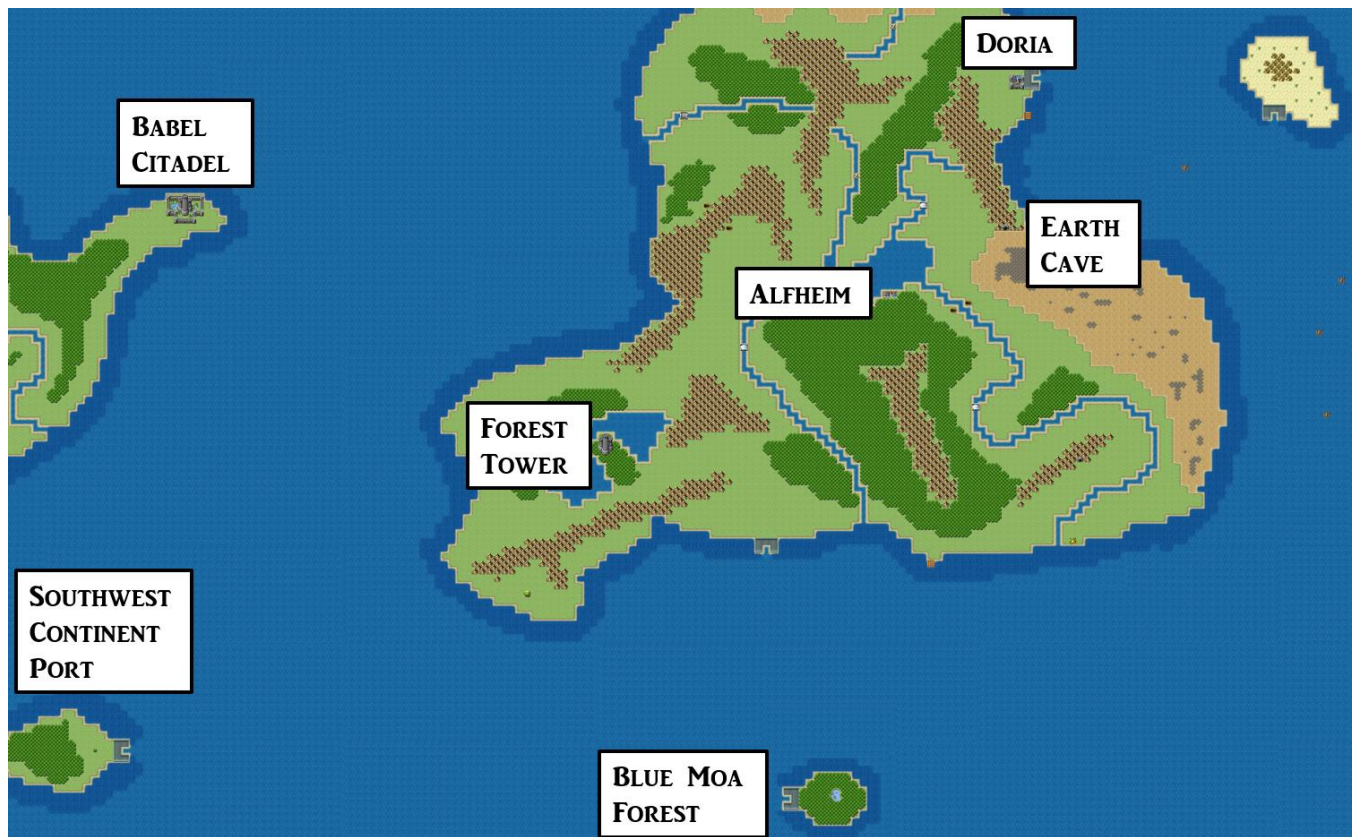 DORIA
BABEL
CITADEL
EARTH
CAVE
ALFHEIM
FOREST
TOWER
SOUTHWEST
CONTINENT
PORT
BLUE MOA
FOREST